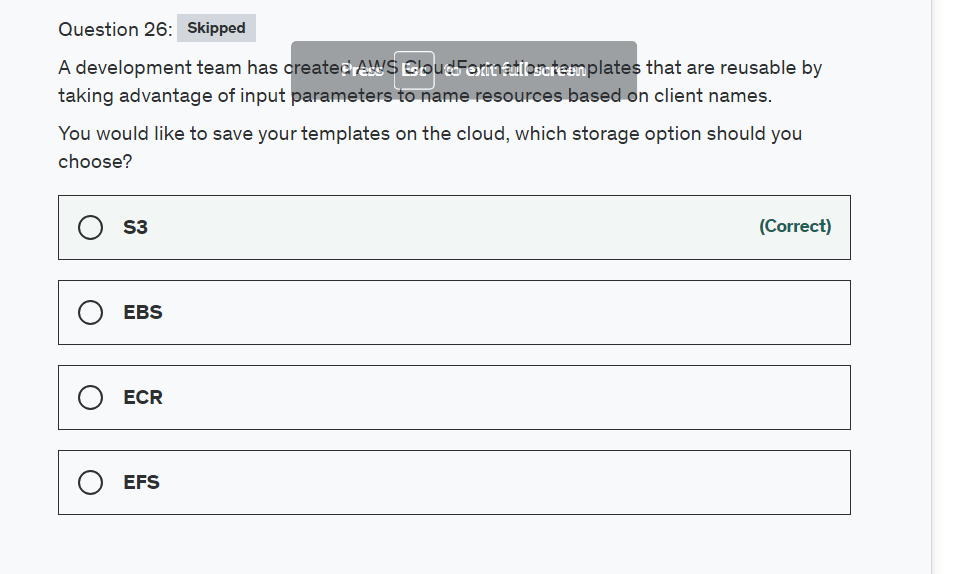 Question 26: Skipped
Press Esc to exit full screen
A development team has created AWS CloudFormation templates that are reusable by
taking advantage of input parameters to name resources based on client names.
You would like to save your templates on the cloud, which storage option should you
choose?
S3 (Correct)
EBS
ECR
EFS